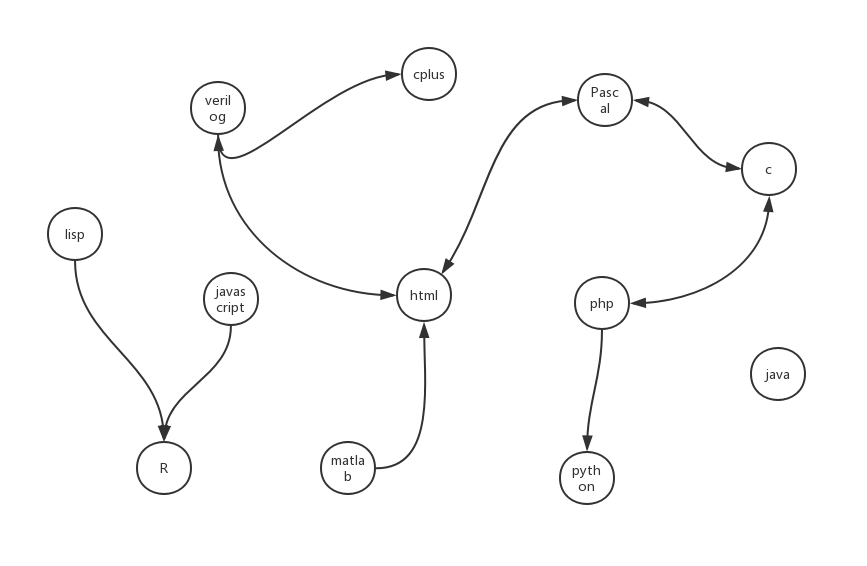 cplus
Pasc
al
veril
og
c
lisp
javas
cript
html
php
java
R
matla
b
pyth
on